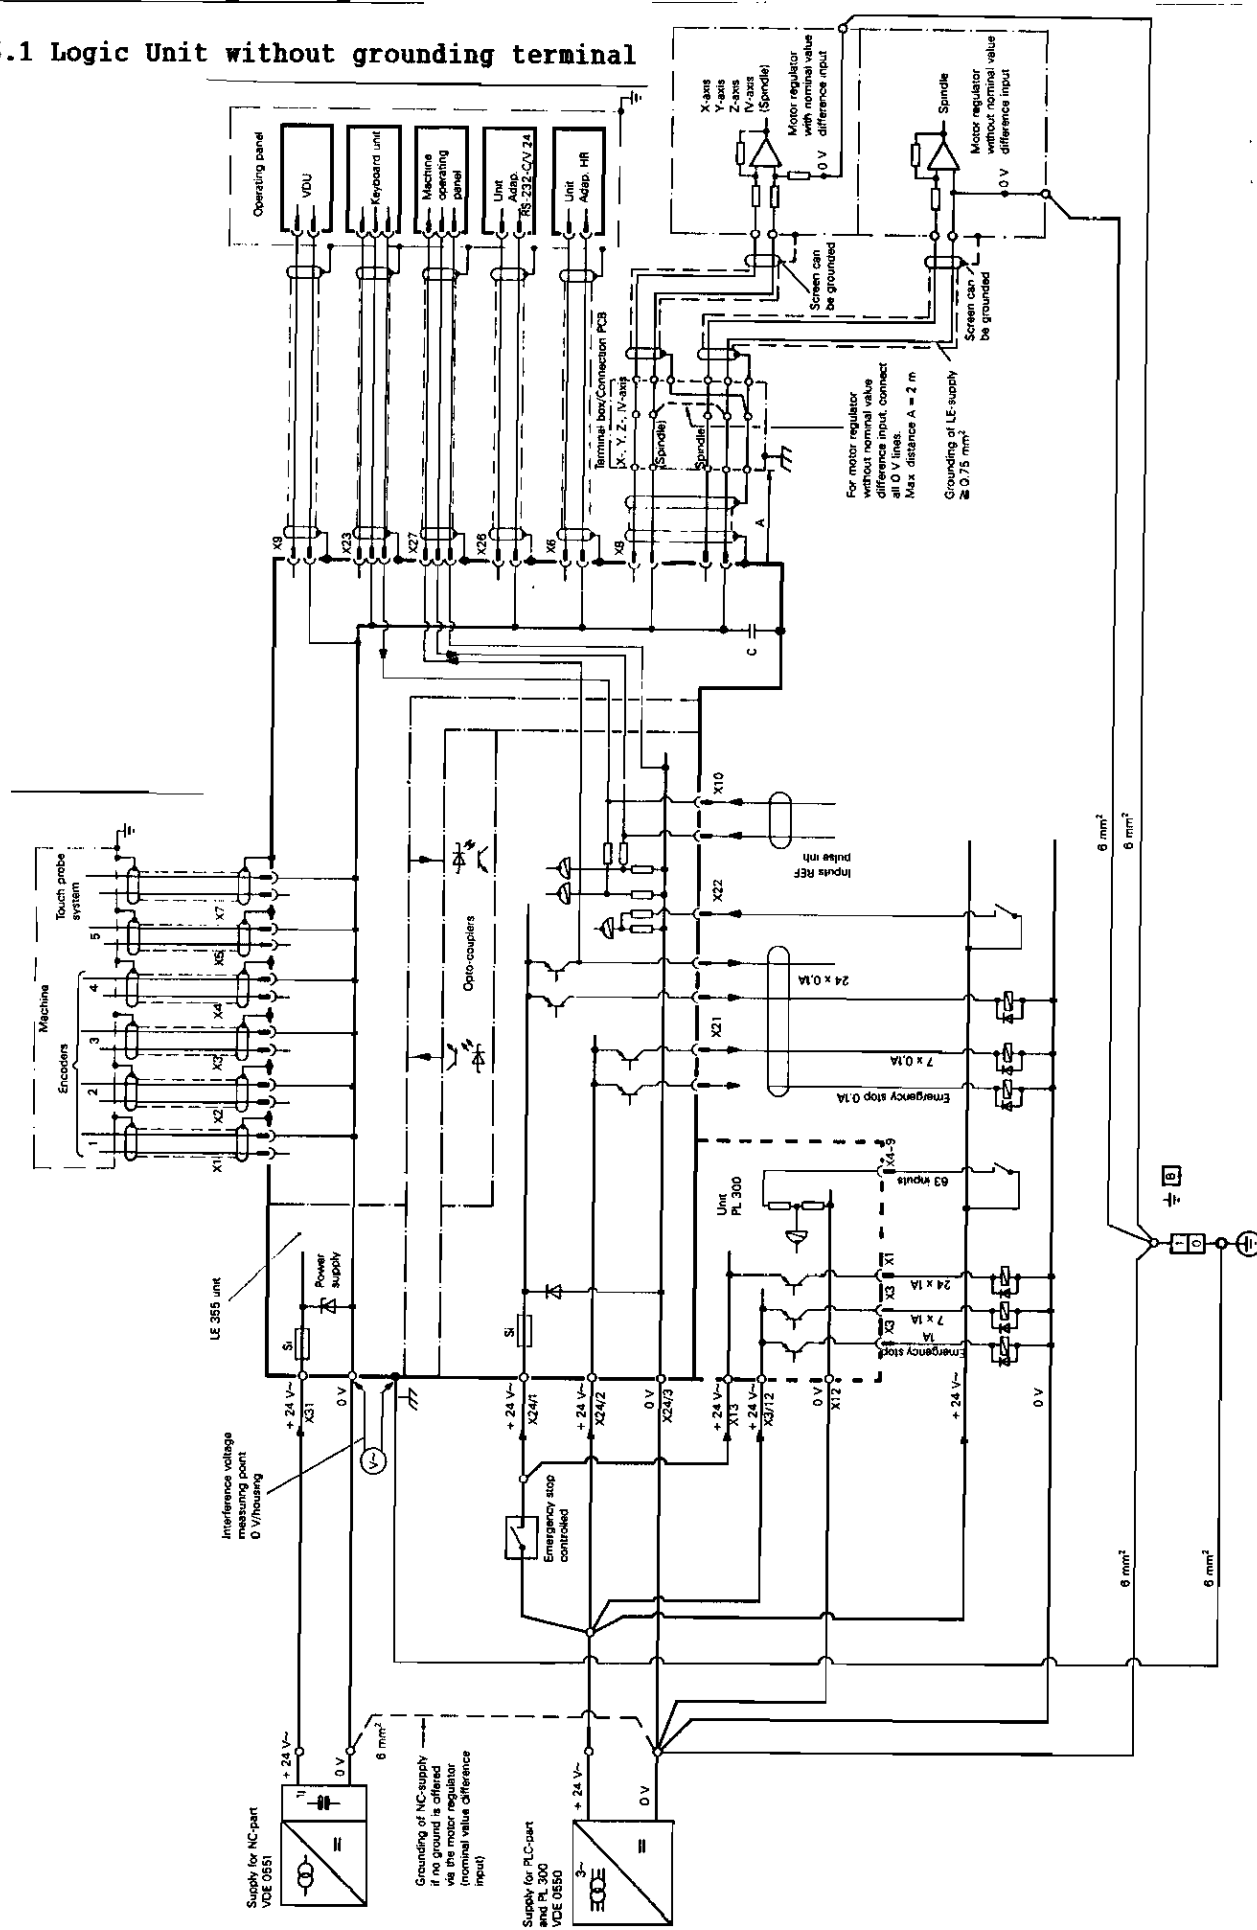 .1 Logic Unit without grounding terminal
Operating panel
VDU
Keyboard unit
Machine
operating
panel
Unit
Adap.
RS-232-C/V 24
Unit
Adap. HR
X-axis
Y-axis
Z-axis
IV-axis
(Spindle)
Motor regulator
with nominal value
difference input
0 V
Spindle
Motor regulator
without nominal value
difference input
0 V
Screen can
be grounded
Screen can
be grounded
Terminal box/Connection PCB
X-, Y, Z-, IV-axis
(Spindle)
Spindle
For motor regulator
without nominal value
difference input, connect
all 0 V lines.
Max distance A = 2 m
Grounding of LE-supply
≧ 0.75 mm²
X9
X23
X27
X26
X6
X8
A
C
Machine
Encoders
1
2
3
4
5
Touch probe
system
X1
X2
X3
X4
X5
X7
Opto-couplers
X10
Inputs REF
pulse inh
X22
24 x 0,1A
X21
7 x 0,1A
Emergency stop 0.1A
6 mm²
6 mm²
LE 355 unit
Si
Power
supply
Si
Unit
PL 300
X4-9
63 inputs
X1
24 x 1A
X3
7 x 1A
X3
1A
Emergency stop
B
1
0
+ 24 V~
X31
0 V
V~
Interference voltage
measuring point
0 V/housing
+ 24 V~
X24/1
+ 24 V~
X24/2
0 V
X24/3
+ 24 V~
X13
+ 24 V~
X3/12
0 V
X12
+ 24 V~
0 V
Emergency stop
controlled
6 mm²
6 mm²
Supply for NC-part
VDE 0551
+ 24 V~
0 V
6 mm²
Grounding of NC-supply
if no ground is offered
via the motor regulator
(nominal value difference
input)
Supply for PLC-part
and PL 300
VDE 0550
3~
+ 24 V~
0 V